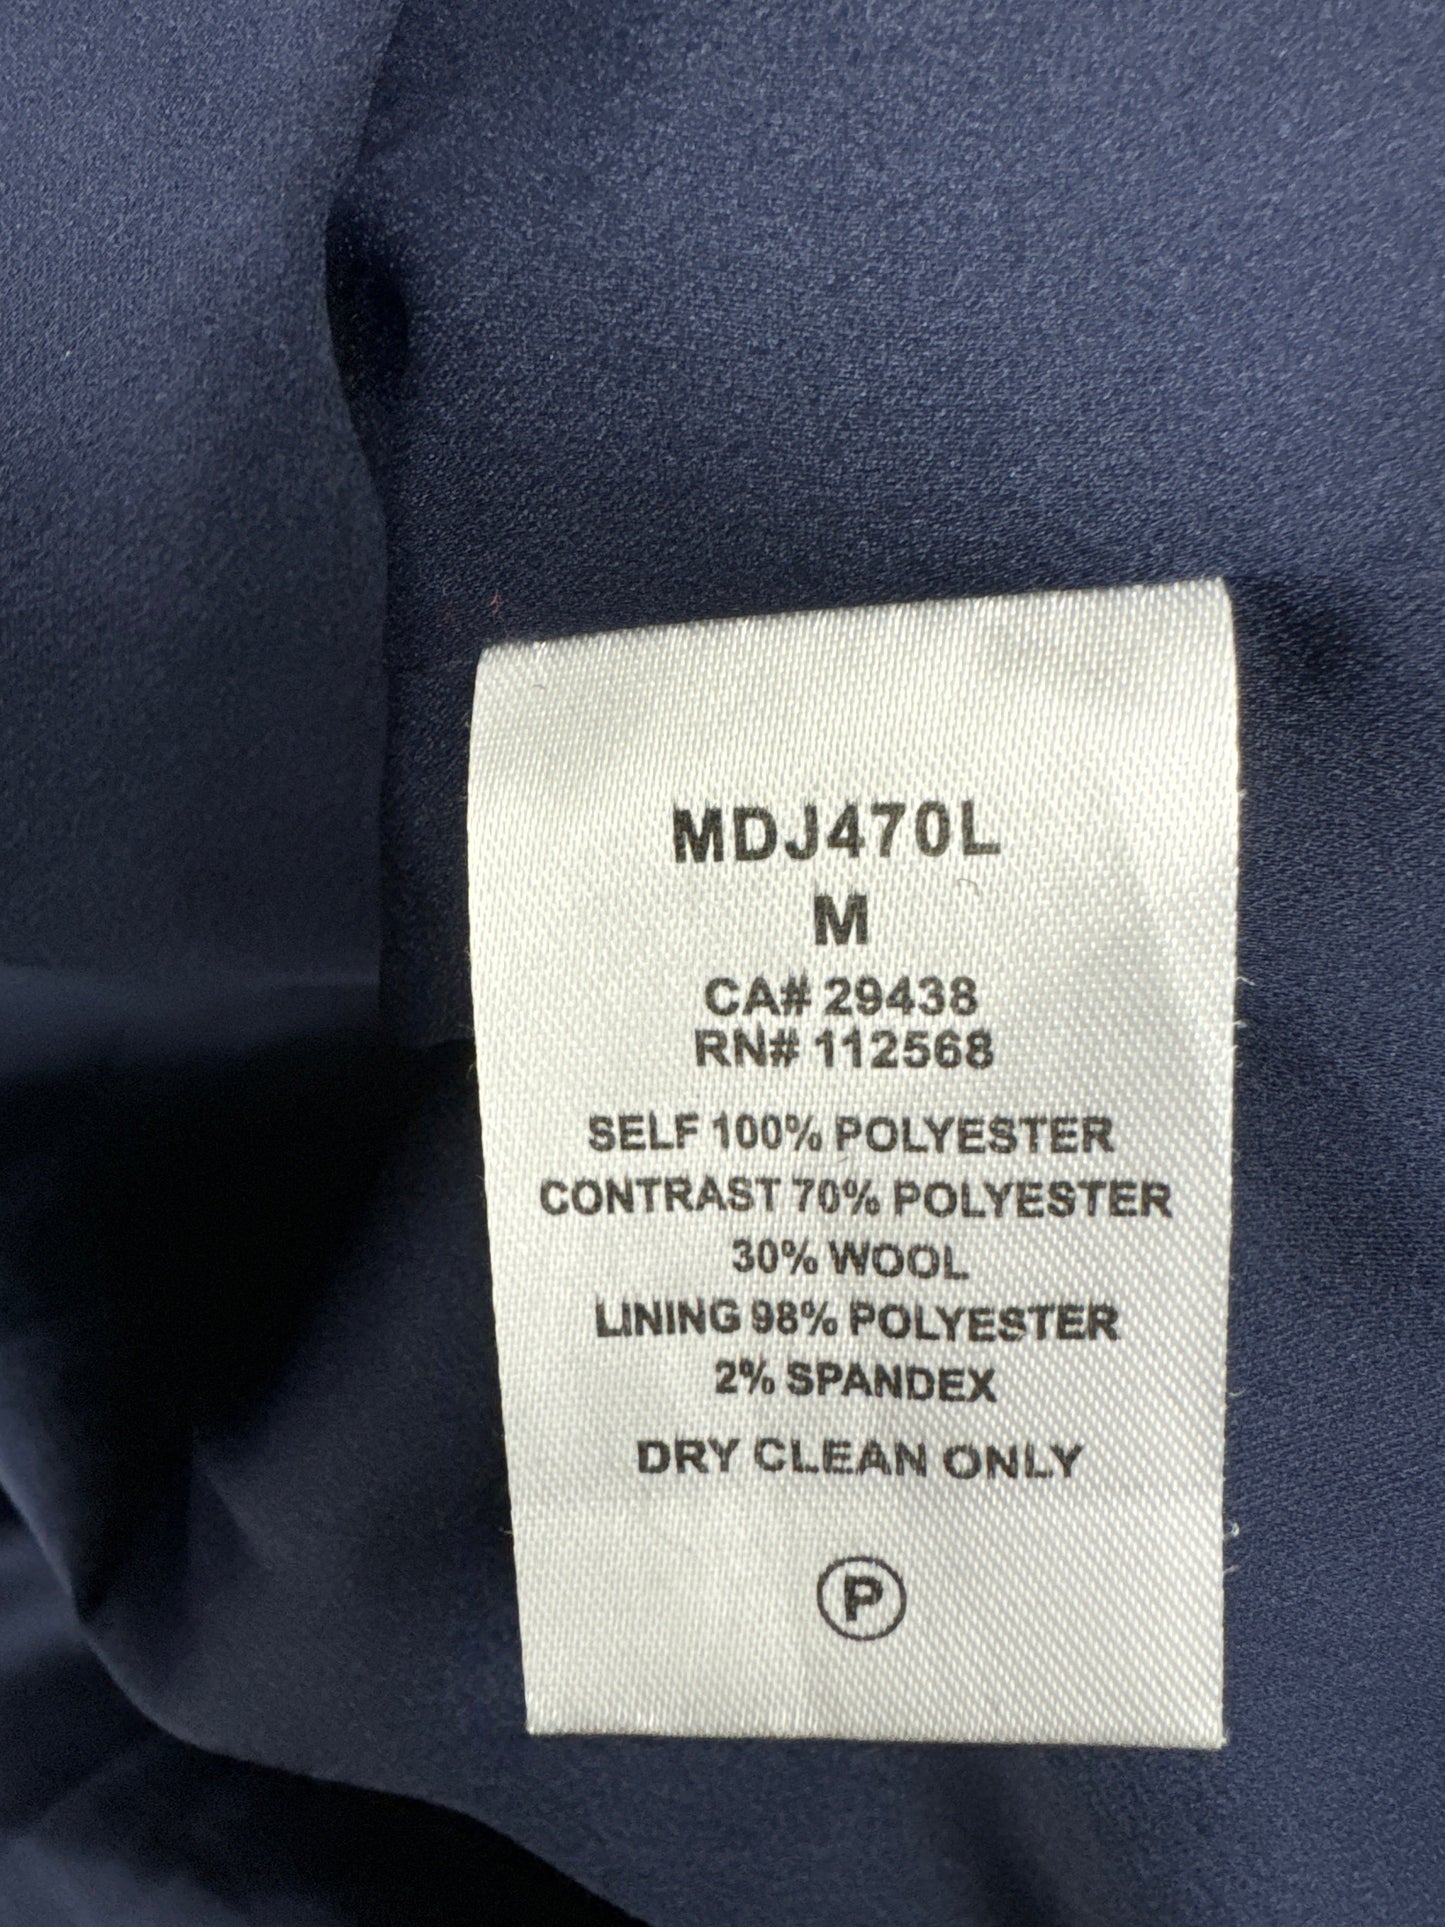 MDJ470L
M
CA# 29438
RN# 112568
SELF 100% POLYESTER
CONTRAST 70% POLYESTER
30% WOOL
LINING 98% POLYESTER
2% SPANDEX
DRY CLEAN ONLY
P